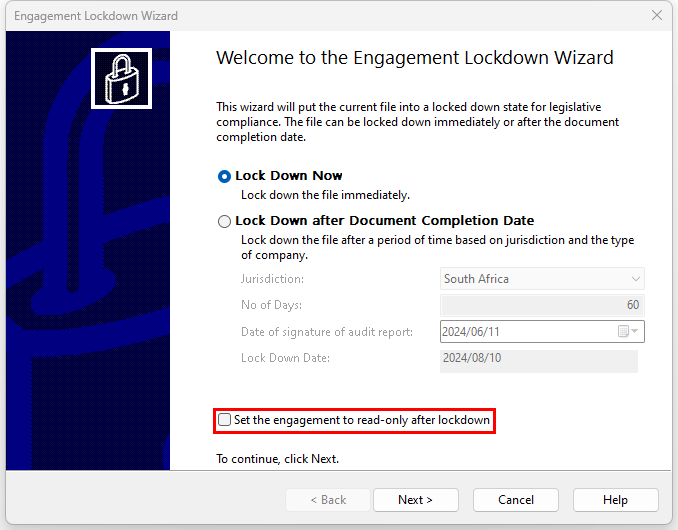 Engagement Lockdown Wizard
Welcome to the Engagement Lockdown Wizard
This wizard will put the current file into a locked down state for legislative
compliance. The file can be locked down immediately or after the document
completion date.
Lock Down Now
Lock down the file immediately.
Lock Down after Document Completion Date
Lock down the file after a period of time based on jurisdiction and the type
of company.
Jurisdiction: South Africa
No of Days: 60
Date of signature of audit report: 2024/06/11
Lock Down Date: 2024/08/10
Set the engagement to read-only after lockdown
To continue, click Next.
< Back Next > Cancel Help